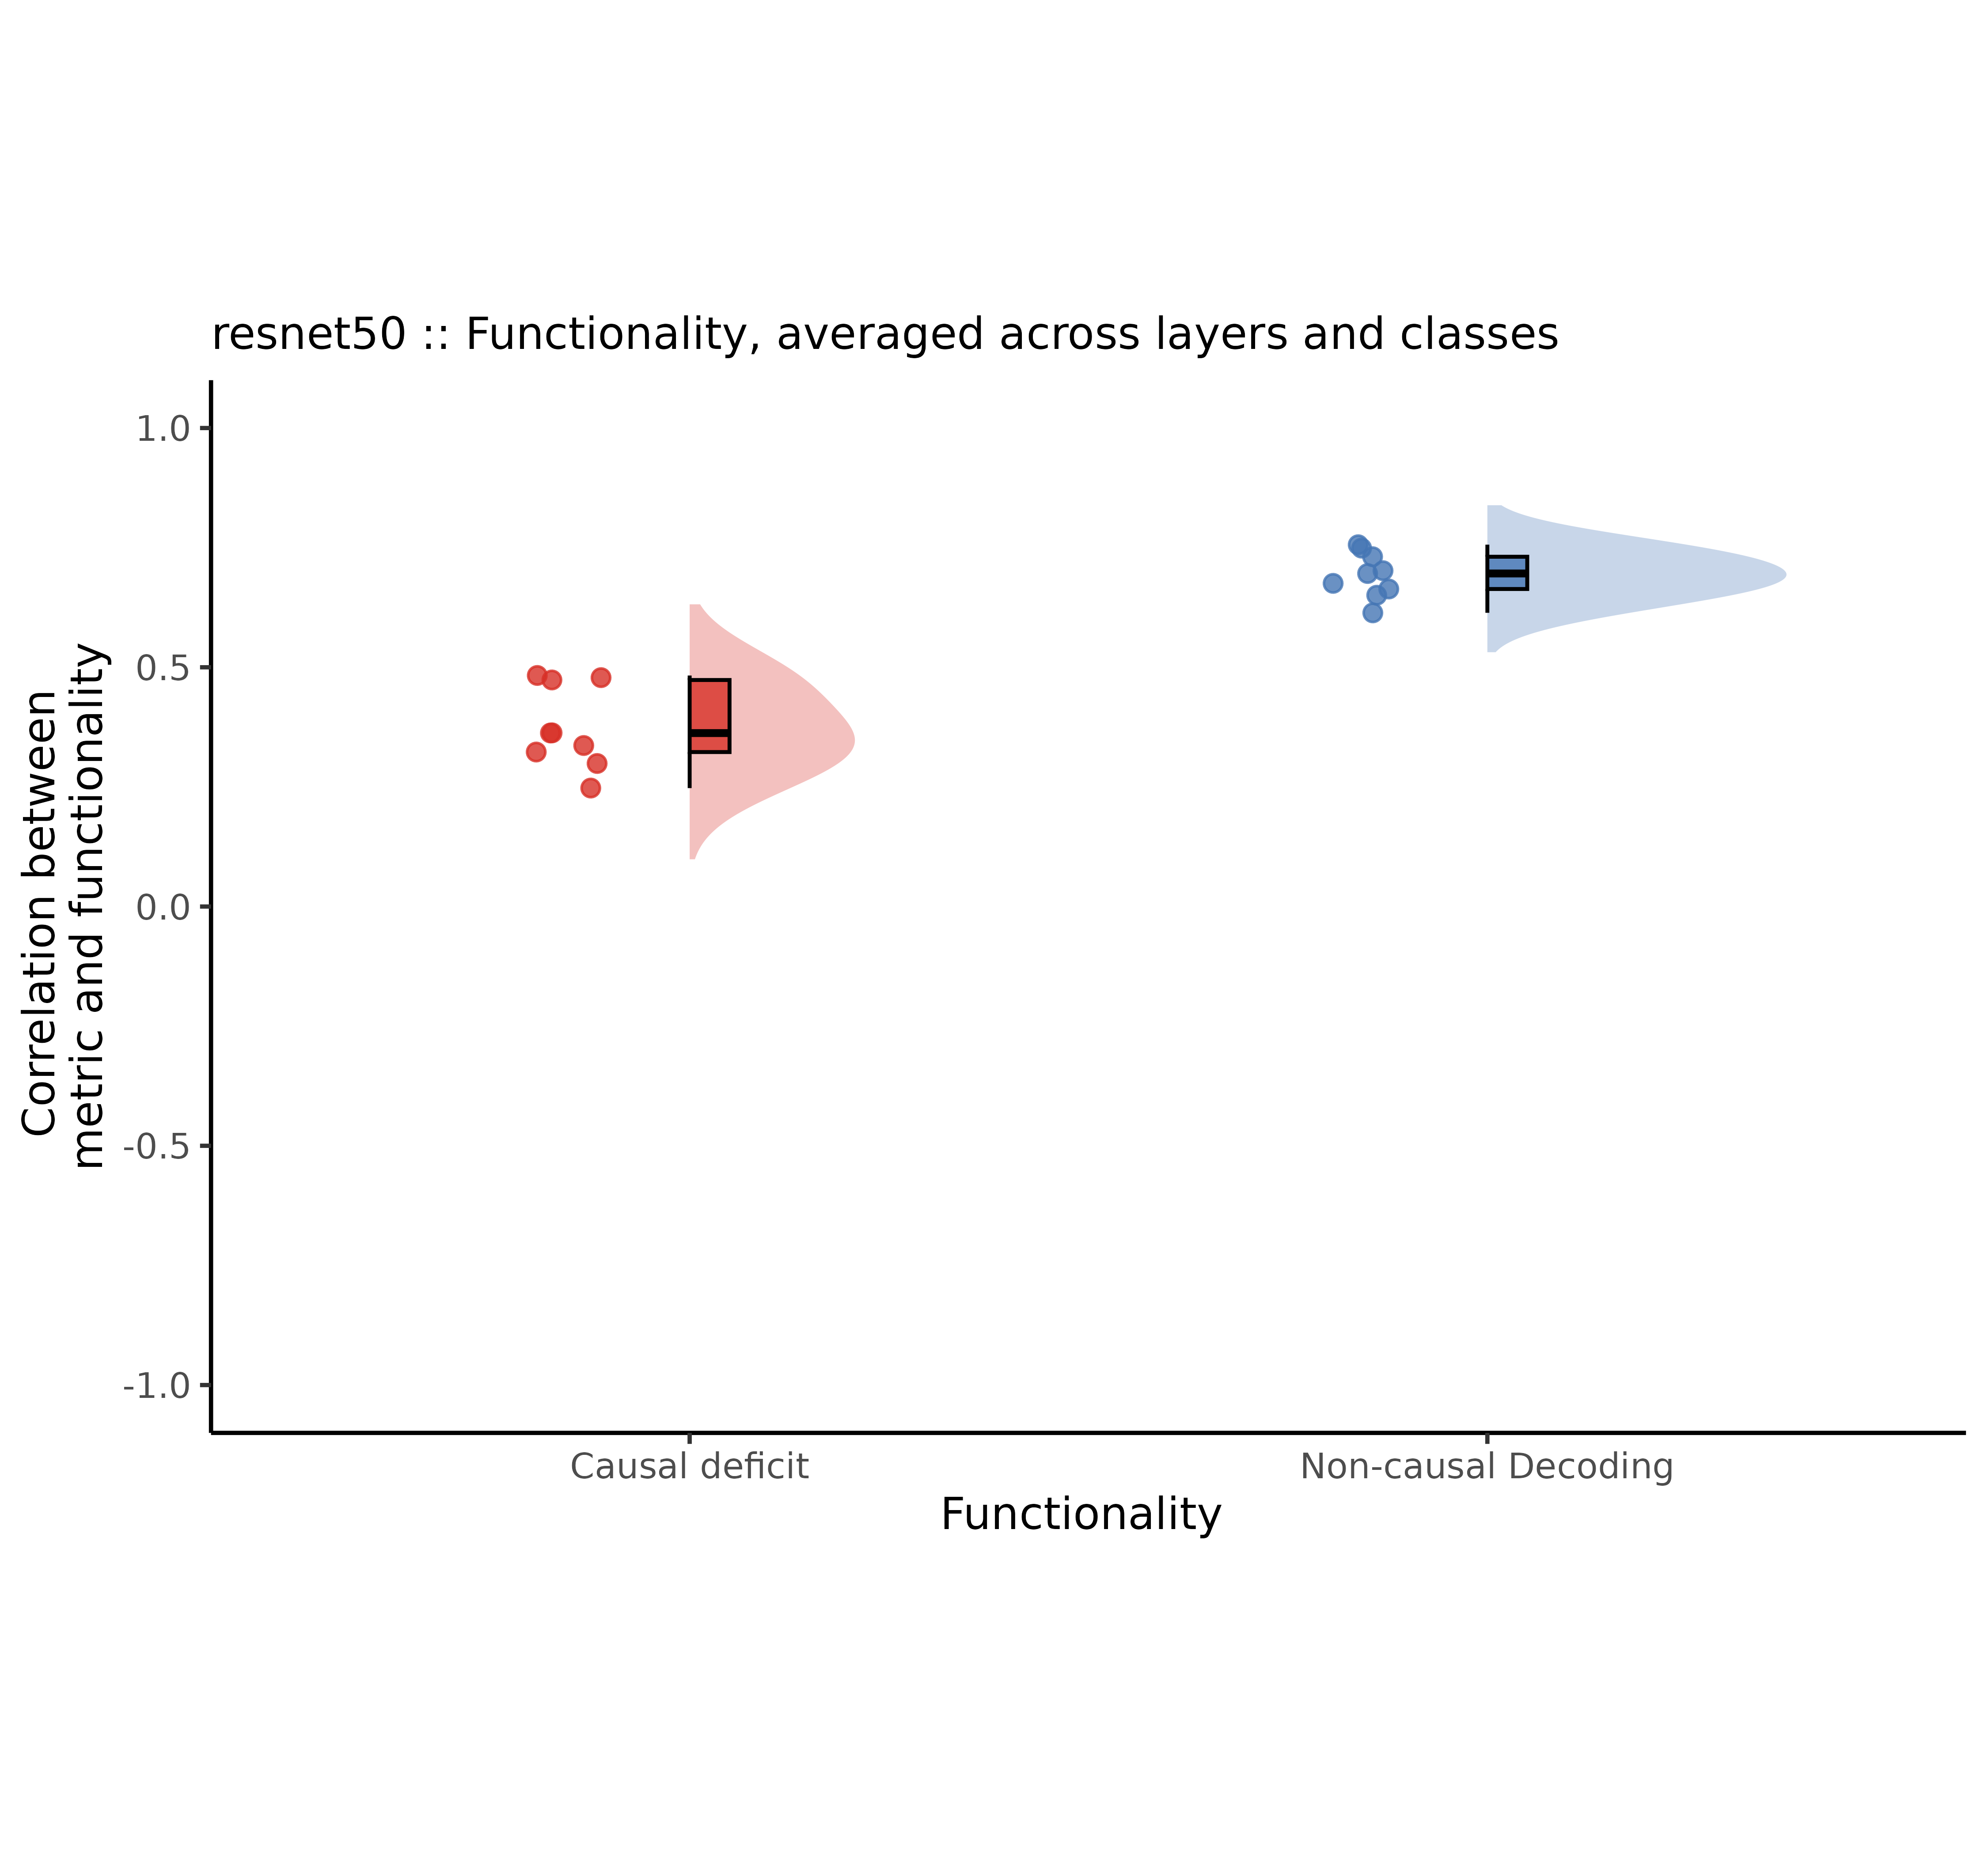 resnet50 :: Functionality, averaged across layers and classes
Correlation between
metric and functionality
1.0
0.5
0.0
-0.5
-1.0
Causal deficit
Non-causal Decoding
Functionality